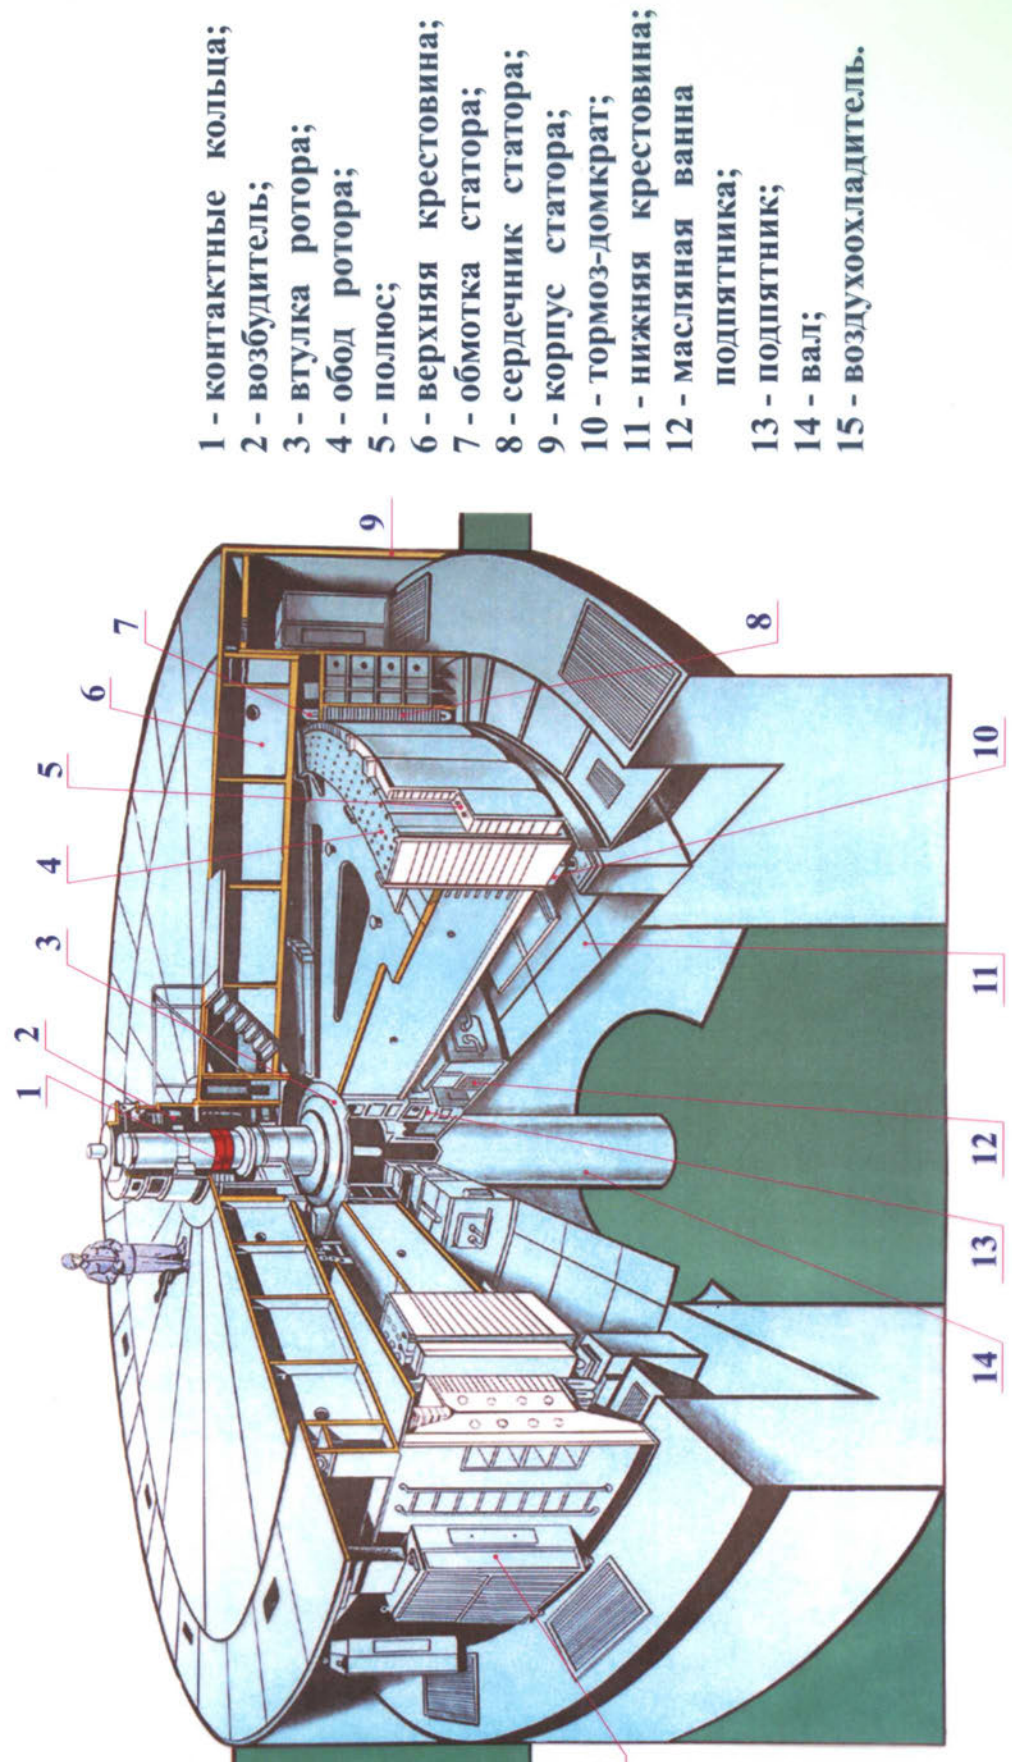 1
2
3
4
5
6
7
8
9
10
11
12
13
14
1 - контактные кольца;
2 - возбудитель;
3 - втулка ротора;
4 - обод ротора;
5 - полюс;
6 - верхняя крестовина;
7 - обмотка статора;
8 - сердечник статора;
9 - корпус статора;
10 - тормоз-домкрат;
11 - нижняя крестовина;
12 - масляная ванна
подпятника;
13 - подпятник;
14 - вал;
15 - воздухоохладитель.